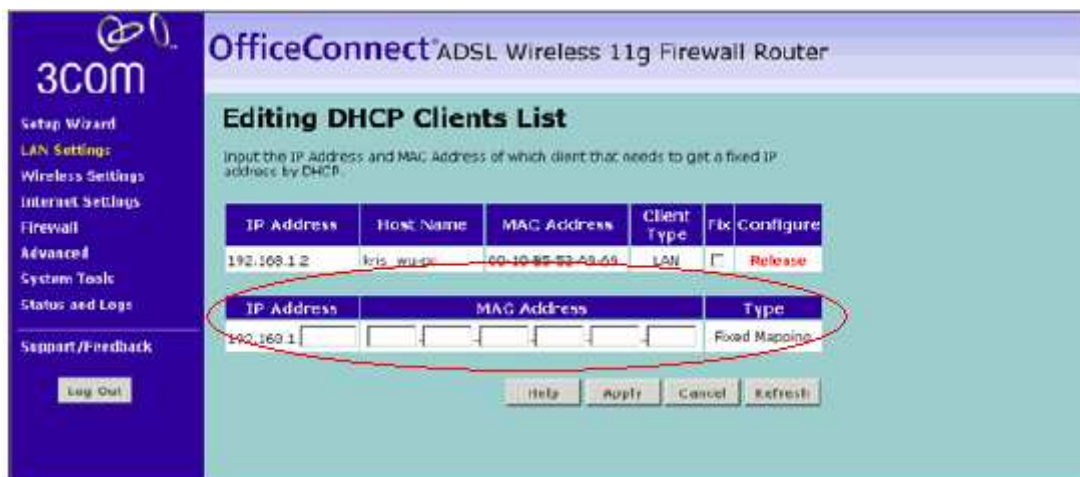 3COM
OfficeConnect ADSL Wireless 11g Firewall Router
Setup Wizard
LAN Settings
Wireless Settings
Internet Settings
Firewall
Advanced
System Tools
Status and Logs
Support/Feedback
Log Out
Editing DHCP Clients List
Input the IP Address and MAC Address of which client that needs to get a fixed IP
address by DHCP.
IP Address Host Name MAC Address Client Type Fix Configure
192.168.1.2 LAN Release
IP Address MAC Address Type
192.168.1. - - - - - Fixed Mapping
Help Apply Cancel Refresh